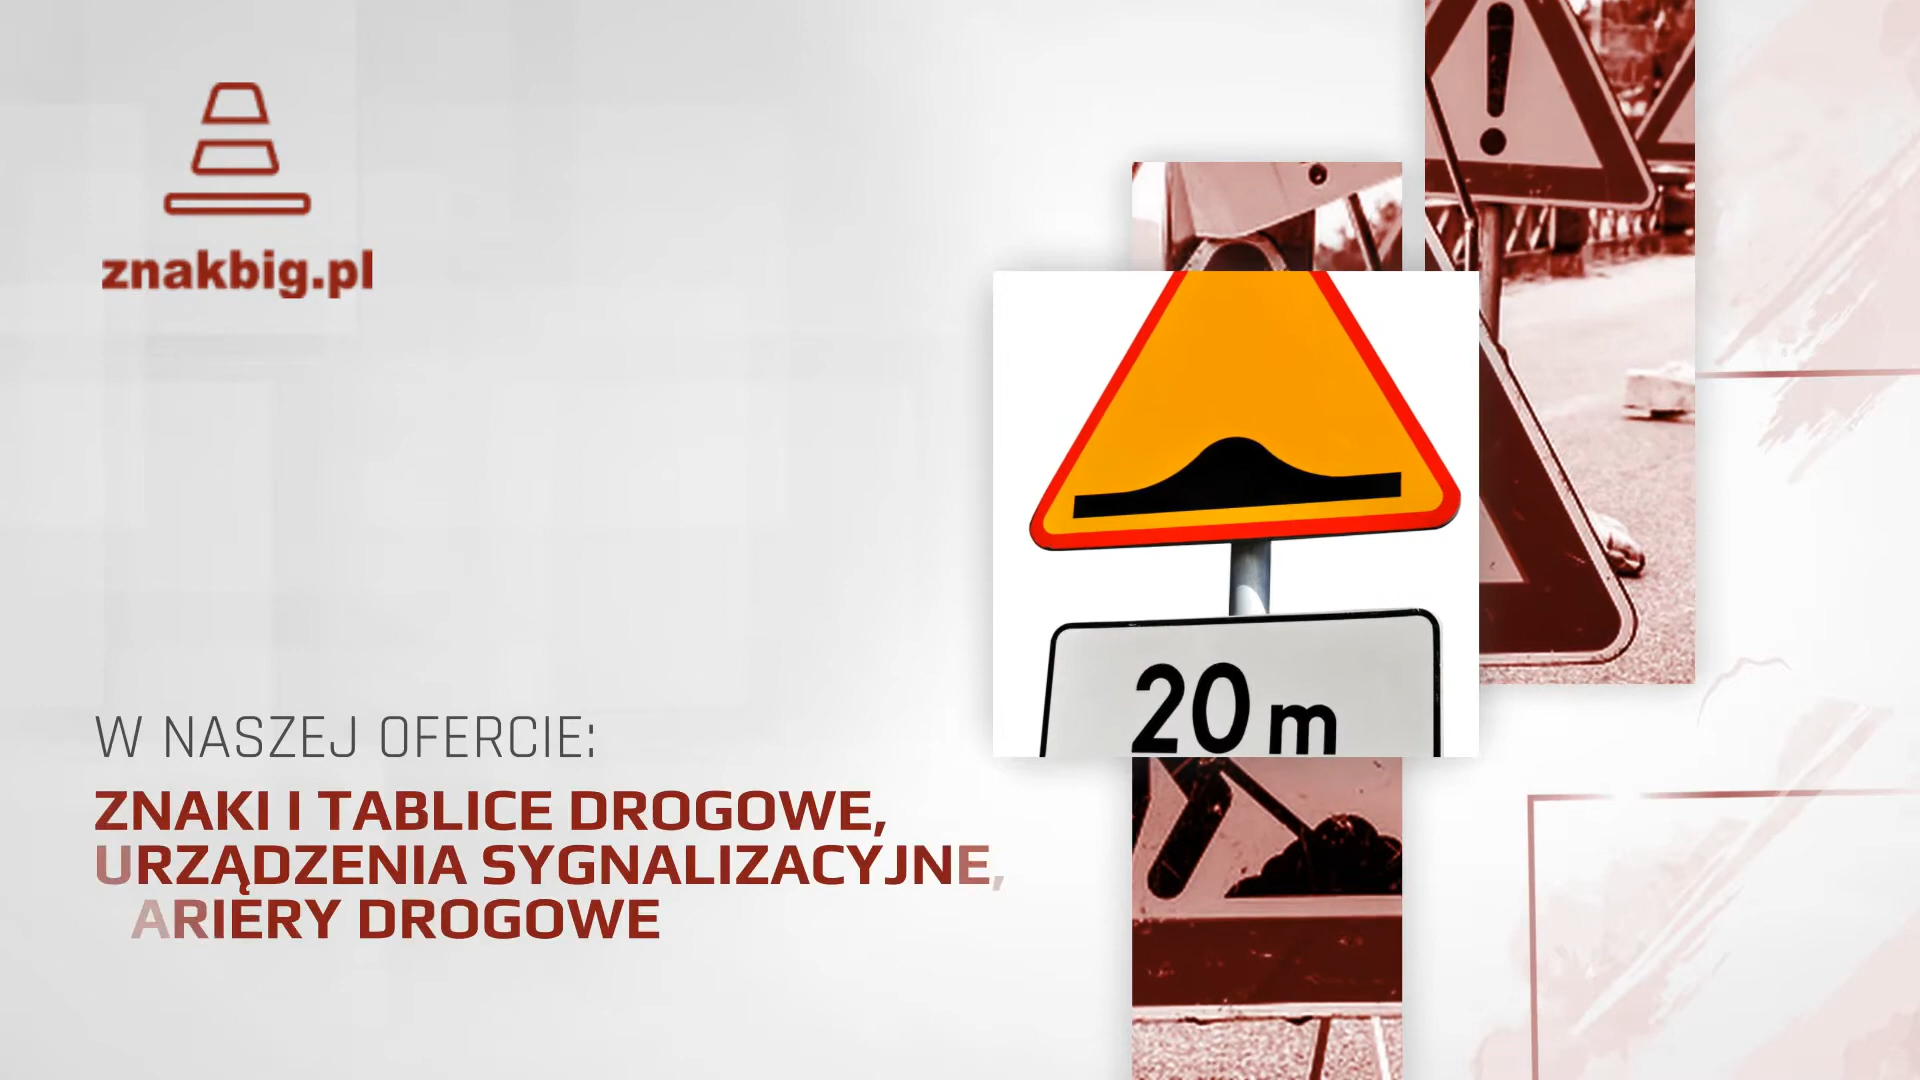 znakbig.pl
W NASZEJ OFERCIE:
ZNAKI I TABLICE DROGOWE,
URZĄDZENIA SYGNALIZACYJNE,
ARIERY DROGOWE
20 m